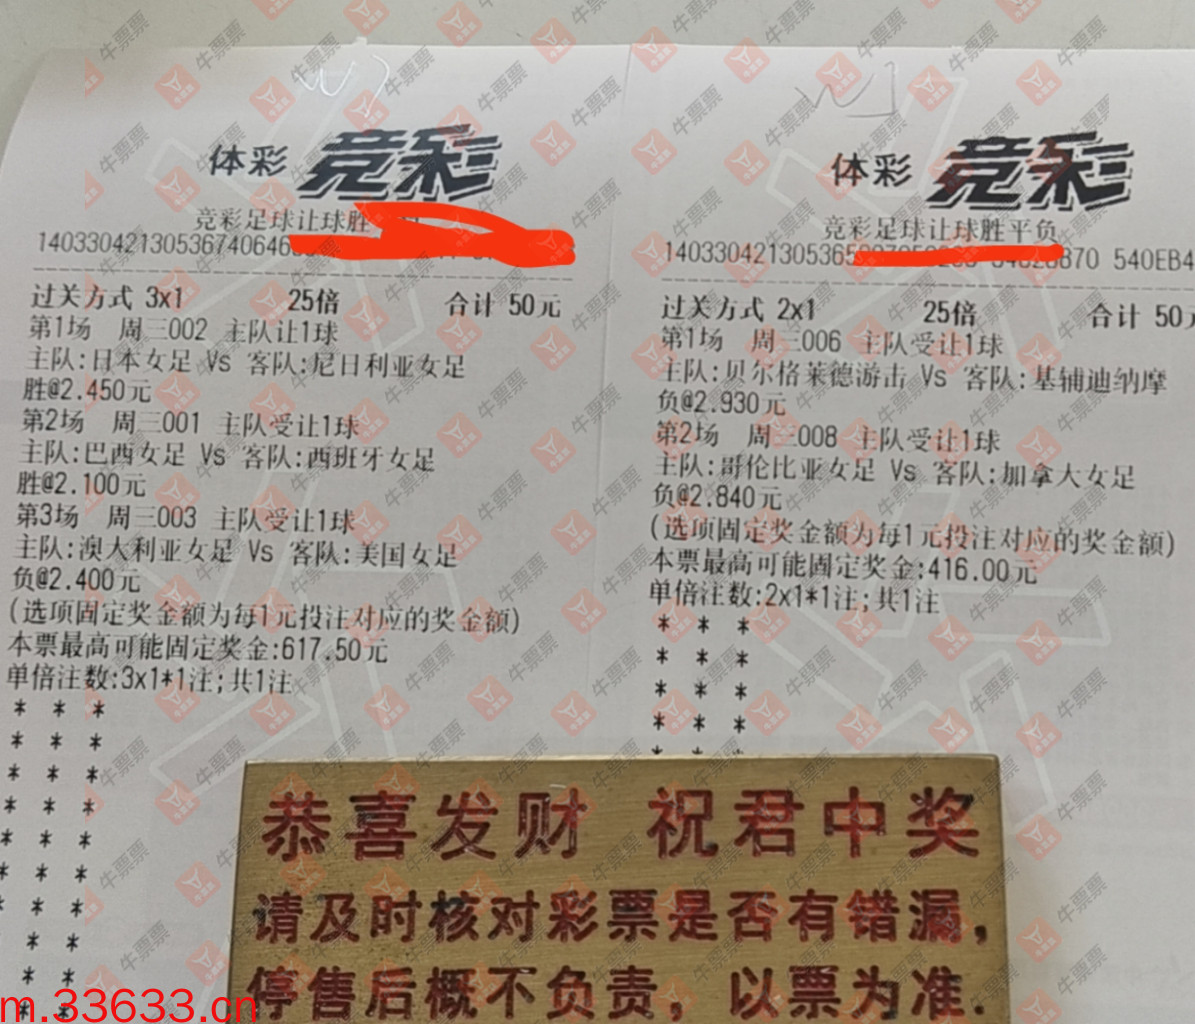 体彩 竞彩
竞彩足球让球胜
14033042130536740646
过关方式 3x1 25倍 合计 50元
第1场 周三002 主队让1球
主队:日本女足 Vs 客队:尼日利亚女足
胜@2.450元
第2场 周三001 主队受让1球
主队:巴西女足 Vs 客队:西班牙女足
胜@2.100元
第3场 周三003 主队受让1球
主队:澳大利亚女足 Vs 客队:美国女足
负@2.400元
(选项固定奖金额为每1元投注对应的奖金额)
本票最高可能固定奖金:617.50元
单倍注数:3x1*1注;共1注
体彩 竞彩
竞彩足球让球胜平负
14033042130536 870 540EB4
过关方式 2x1 25倍 合计 50元
第1场 周三006 主队受让1球
主队:贝尔格莱德游击 Vs 客队:基辅迪纳摩
负@2.930元
第2场 周三008 主队受让1球
主队:哥伦比亚女足 Vs 客队:加拿大女足
负@2.840元
(选项固定奖金额为每1元投注对应的奖金额)
本票最高可能固定奖金:416.00元
单倍注数:2x1*1注;共1注
恭喜发财 祝君中奖
请及时核对彩票是否有错漏，
停售后概不负责，以票为准.
m.33633.cn
牛票票